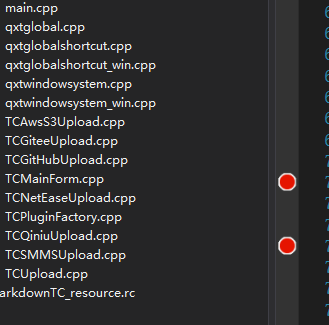 main.cpp
qxtglobal.cpp
qxtglobalshortcut.cpp
qxtglobalshortcut_win.cpp
qxtwindowsystem.cpp
qxtwindowsystem_win.cpp
TCAwsS3Upload.cpp
TCGiteeUpload.cpp
TCGitHubUpload.cpp
TCMainForm.cpp
TCNetEaseUpload.cpp
TCPluginFactory.cpp
TCQiniuUpload.cpp
TCSMMSUpload.cpp
TCUpload.cpp
arkdownTC_resource.rc